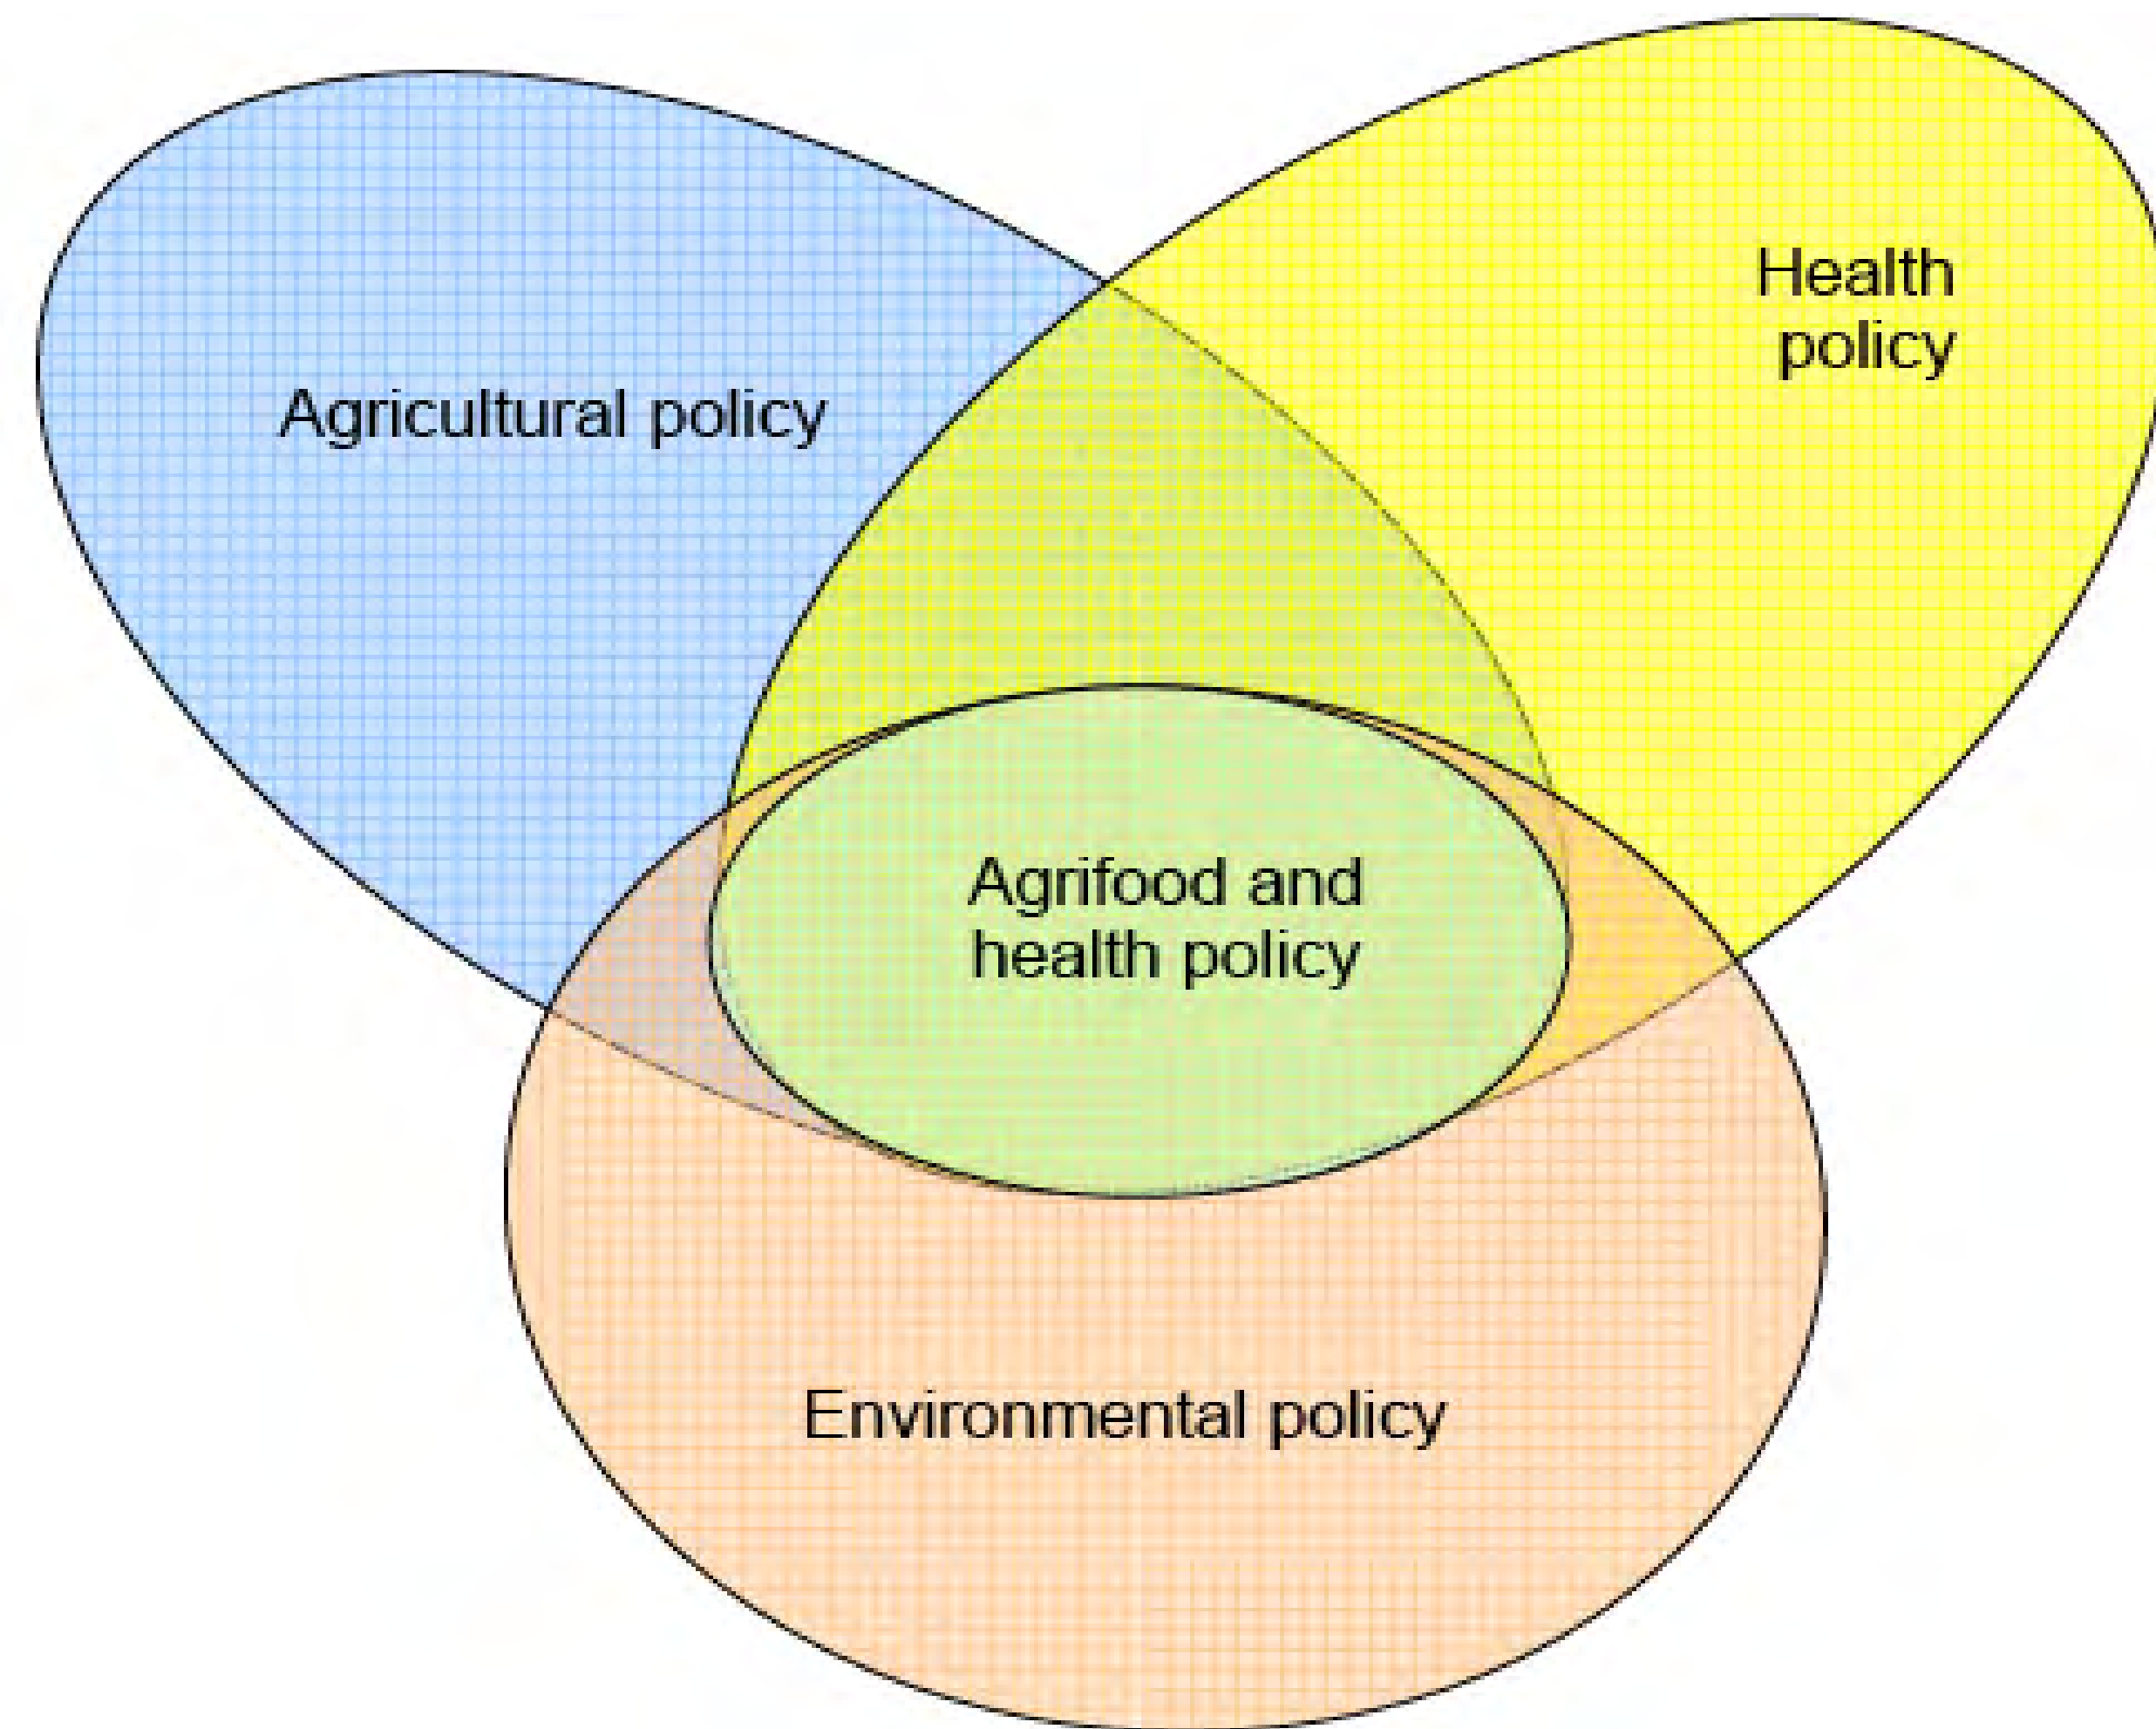 Health
policy
Agricultural policy
Agrifood and
health policy
Environmental policy